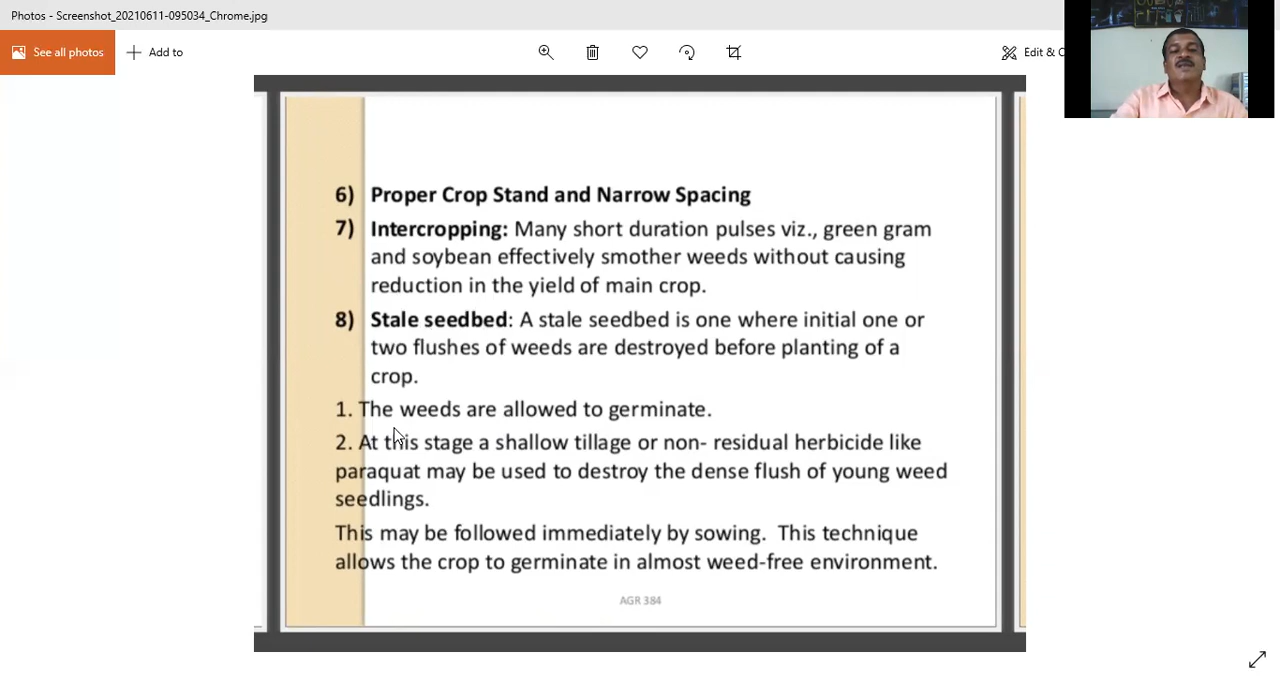 Photos - Screenshot_20210611-095034_Chrome.jpg
See all photos
Add to
Edit & C
6) Proper Crop Stand and Narrow Spacing
7) Intercropping: Many short duration pulses viz., green gram
and soybean effectively smother weeds without causing
reduction in the yield of main crop.
8) Stale seedbed: A stale seedbed is one where initial one or
two flushes of weeds are destroyed before planting of a
crop.
1. The weeds are allowed to germinate.
2. At this stage a shallow tillage or non- residual herbicide like
paraquat may be used to destroy the dense flush of young weed
seedlings.
This may be followed immediately by sowing. This technique
allows the crop to germinate in almost weed-free environment.
AGR 384